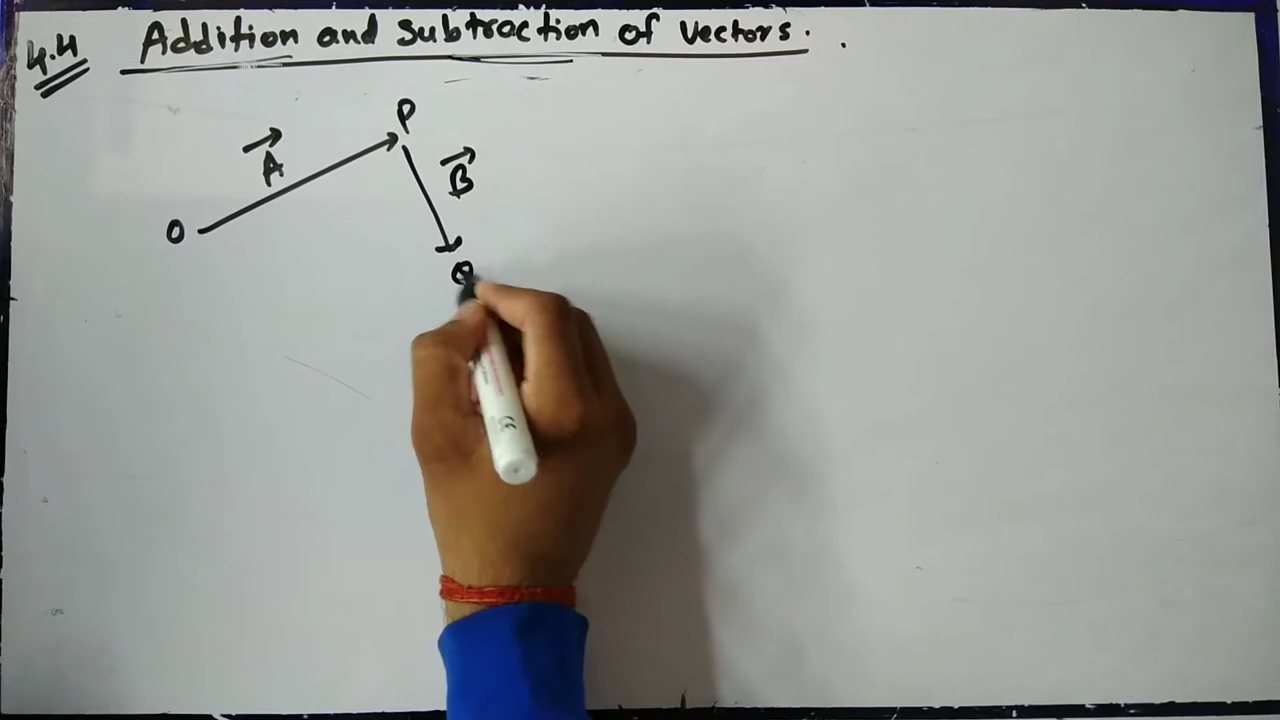 4.4 Addition and subtraction of vectors.
P
A
B
O
Q